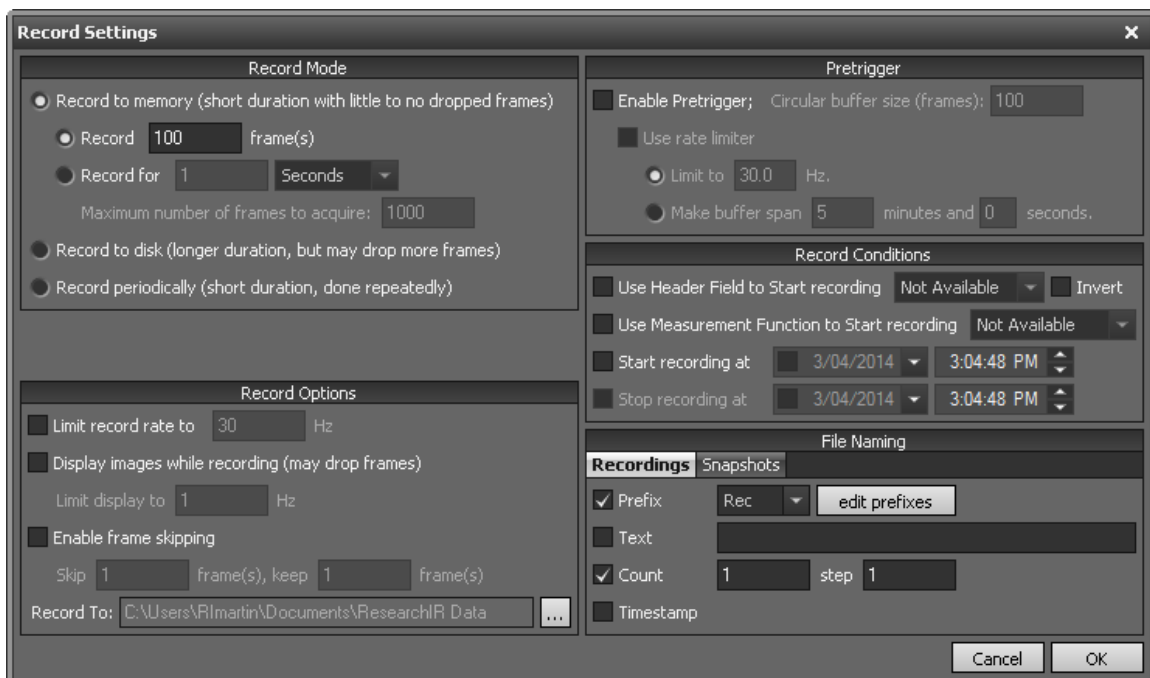 Record Settings
Record Mode
Record to memory (short duration with little to no dropped frames)
Record 100 frame(s)
Record for 1 Seconds
Maximum number of frames to acquire: 1000
Record to disk (longer duration, but may drop more frames)
Record periodically (short duration, done repeatedly)
Record Options
Limit record rate to 30 Hz
Display images while recording (may drop frames)
Limit display to 1 Hz
Enable frame skipping
Skip 1 frame(s), keep 1 frame(s)
Record To: C:\Users\RImartin\Documents\ResearchIR Data ...
Pretrigger
Enable Pretrigger; Circular buffer size (frames): 100
Use rate limiter
Limit to 30.0 Hz.
Make buffer span 5 minutes and 0 seconds.
Record Conditions
Use Header Field to Start recording Not Available Invert
Use Measurement Function to Start recording Not Available
Start recording at 3/04/2014 3:04:48 PM
Stop recording at 3/04/2014 3:04:48 PM
File Naming
Recordings Snapshots
Prefix Rec edit prefixes
Text
Count 1 step 1
Timestamp
Cancel OK